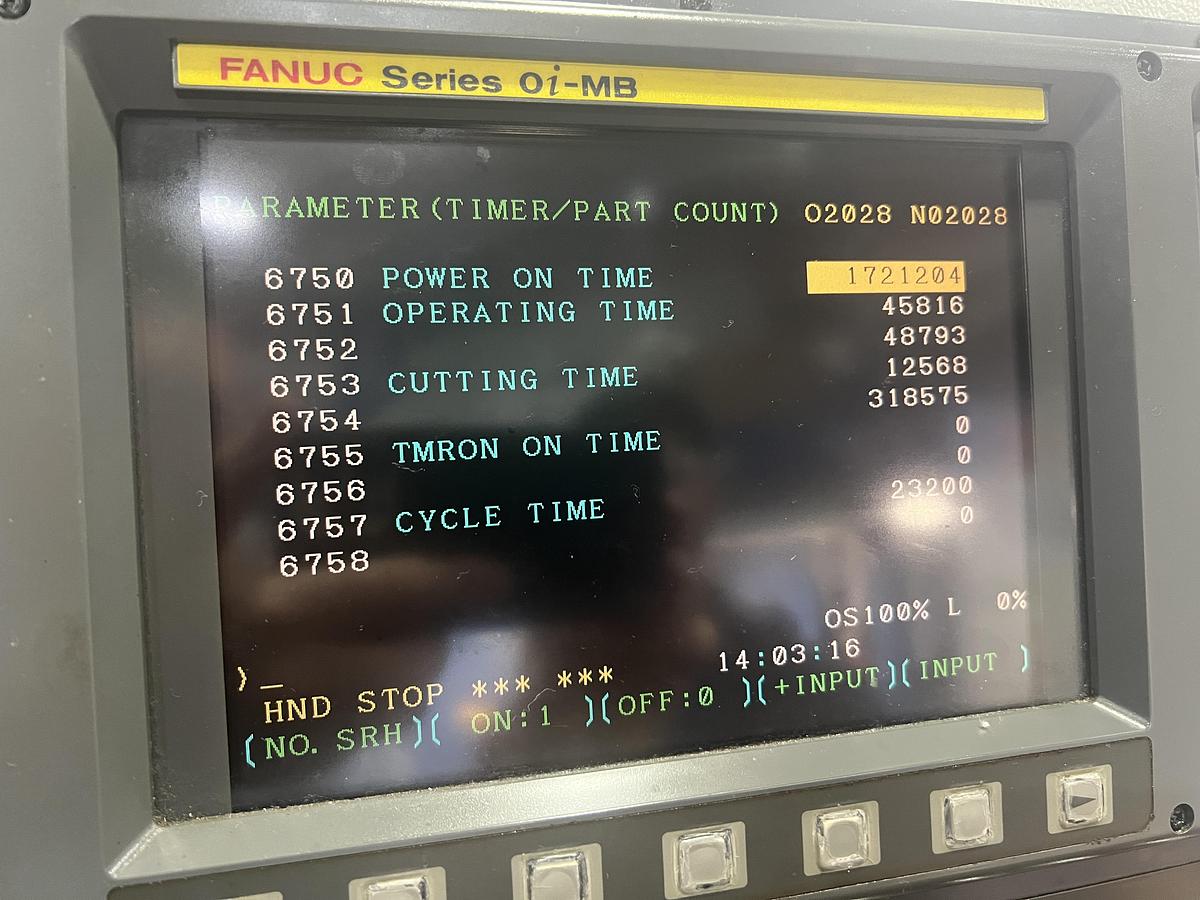 FANUC Series 0i-MB
PARAMETER(TIMER/PART COUNT) O2028 N02028
6750 POWER ON TIME 1721204
6751 OPERATING TIME 45816
6752 48793
6753 CUTTING TIME 12568
6754 318575
6755 TMRON ON TIME 0
6756 0
6757 CYCLE TIME 23200
6758 0
OS100% L 0%
>_
14:03:16
HND STOP *** ***
(NO. SRH)( ON:1 )(OFF:0 )(+INPUT)(INPUT )